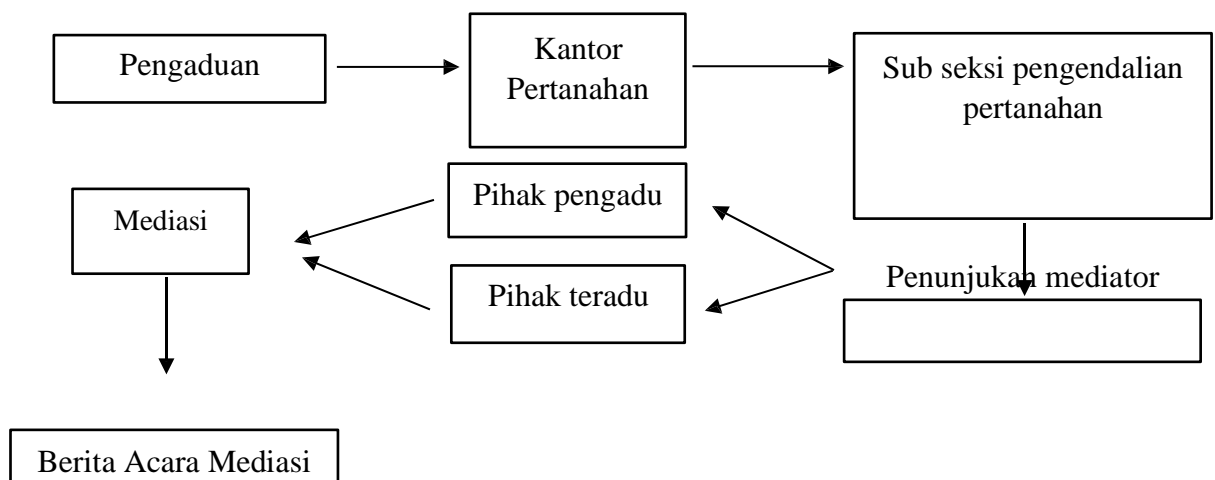 Pengaduan
Kantor
Pertanahan
Sub seksi pengendalian
pertanahan
Pihak pengadu
Mediasi
Pihak teradu
Penunjukan mediator
Berita Acara Mediasi